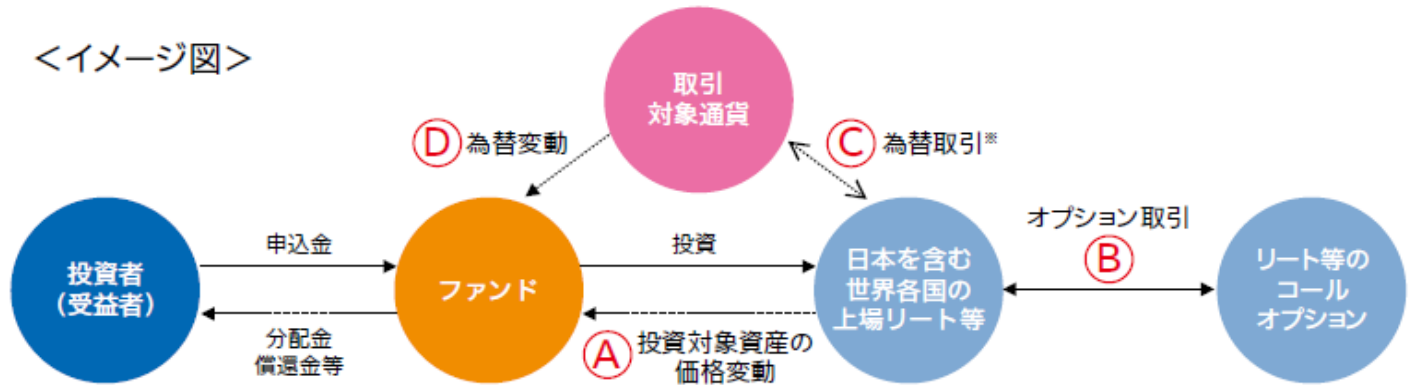 ＜イメージ図＞
取引
対象通貨
D 為替変動
C 為替取引※
投資者
（受益者）
申込金
分配金
償還金等
ファンド
投資
A 投資対象資産の
価格変動
日本を含む
世界各国の
上場リート等
オプション取引
B
リート等の
コール
オプション